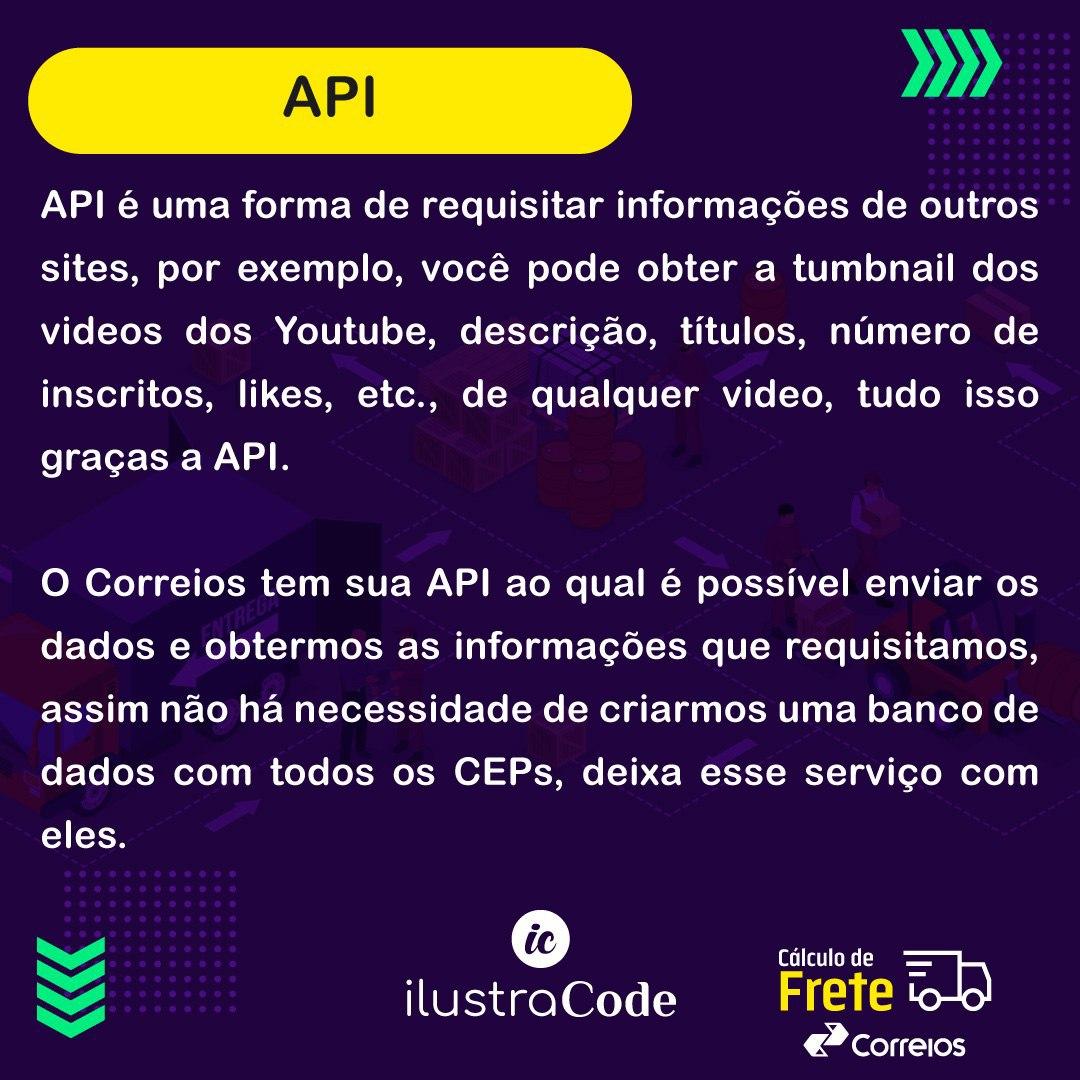 API
API é uma forma de requisitar informações de outros
sites, por exemplo, você pode obter a tumbnail dos
videos dos Youtube, descrição, títulos, número de
inscritos, likes, etc., de qualquer video, tudo isso
graças a API.
O Correios tem sua API ao qual é possível enviar os
dados e obtermos as informações que requisitamos,
assim não há necessidade de criarmos uma banco de
dados com todos os CEPs, deixa esse serviço com
eles.
ENTREGA
ic
ilustraCode
Cálculo de
Frete
Correios